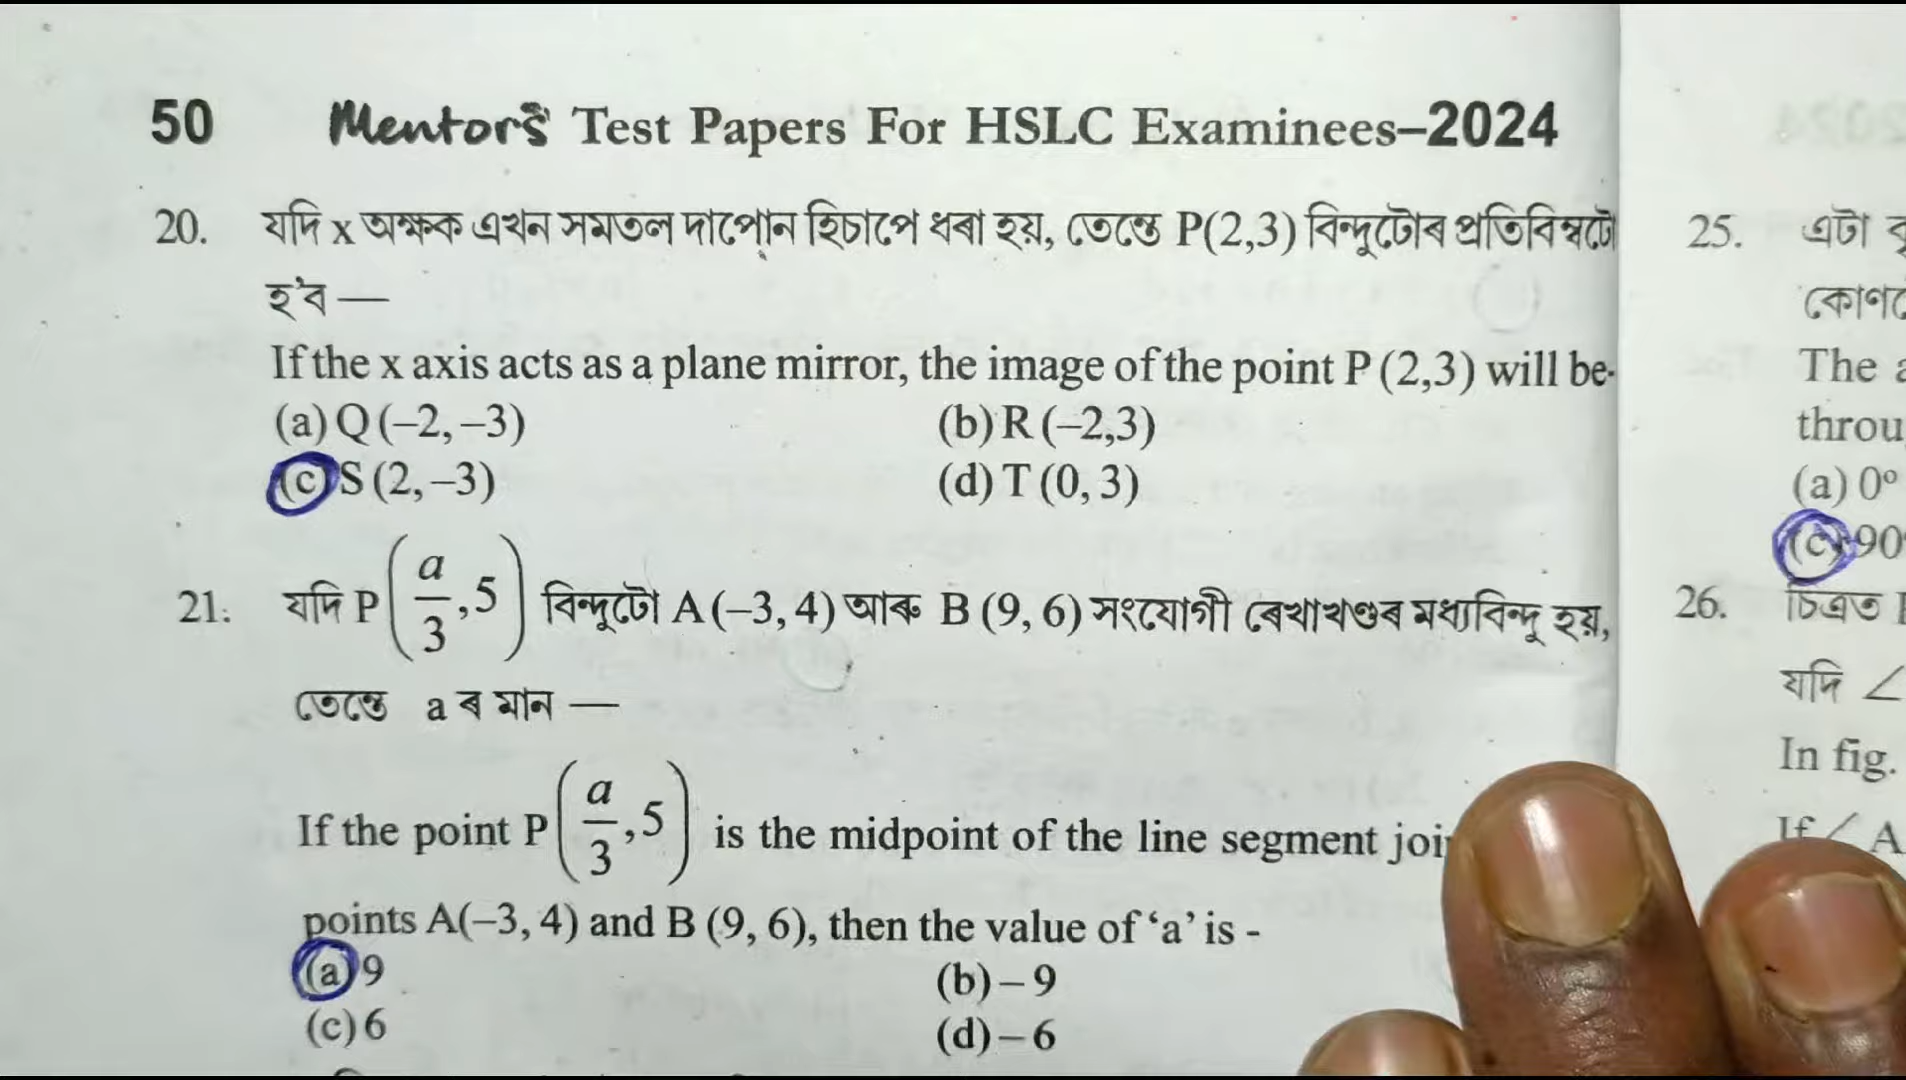 50 Mentor's Test Papers For HSLC Examinees–2024
20. যদি x অক্ষক এখন সমতল দাপোন হিচাপে ধৰা হয়, তেন্তে P(2,3) বিন্দুটোৰ প্ৰতিবিম্বটো
হ'ব —
If the x axis acts as a plane mirror, the image of the point P (2,3) will be-
(a) Q (–2, –3) (b) R (–2,3)
(c) S (2, –3) (d) T (0, 3)
21. যদি P(a/3, 5) বিন্দুটো A (–3, 4) আৰু B (9, 6) সংযোগী ৰেখাখণ্ডৰ মধ্যবিন্দু হয়,
তেন্তে a ৰ মান —
If the point P(a/3, 5) is the midpoint of the line segment
points A(–3, 4) and B (9, 6), then the value of ‘a’ is -
(a) 9 (b) – 9
(c) 6 (d) – 6
25. এটা
The
(a) 0°
(c) 90°
26. চিত্ৰত
যদি ∠
In fig.
If ∠ A